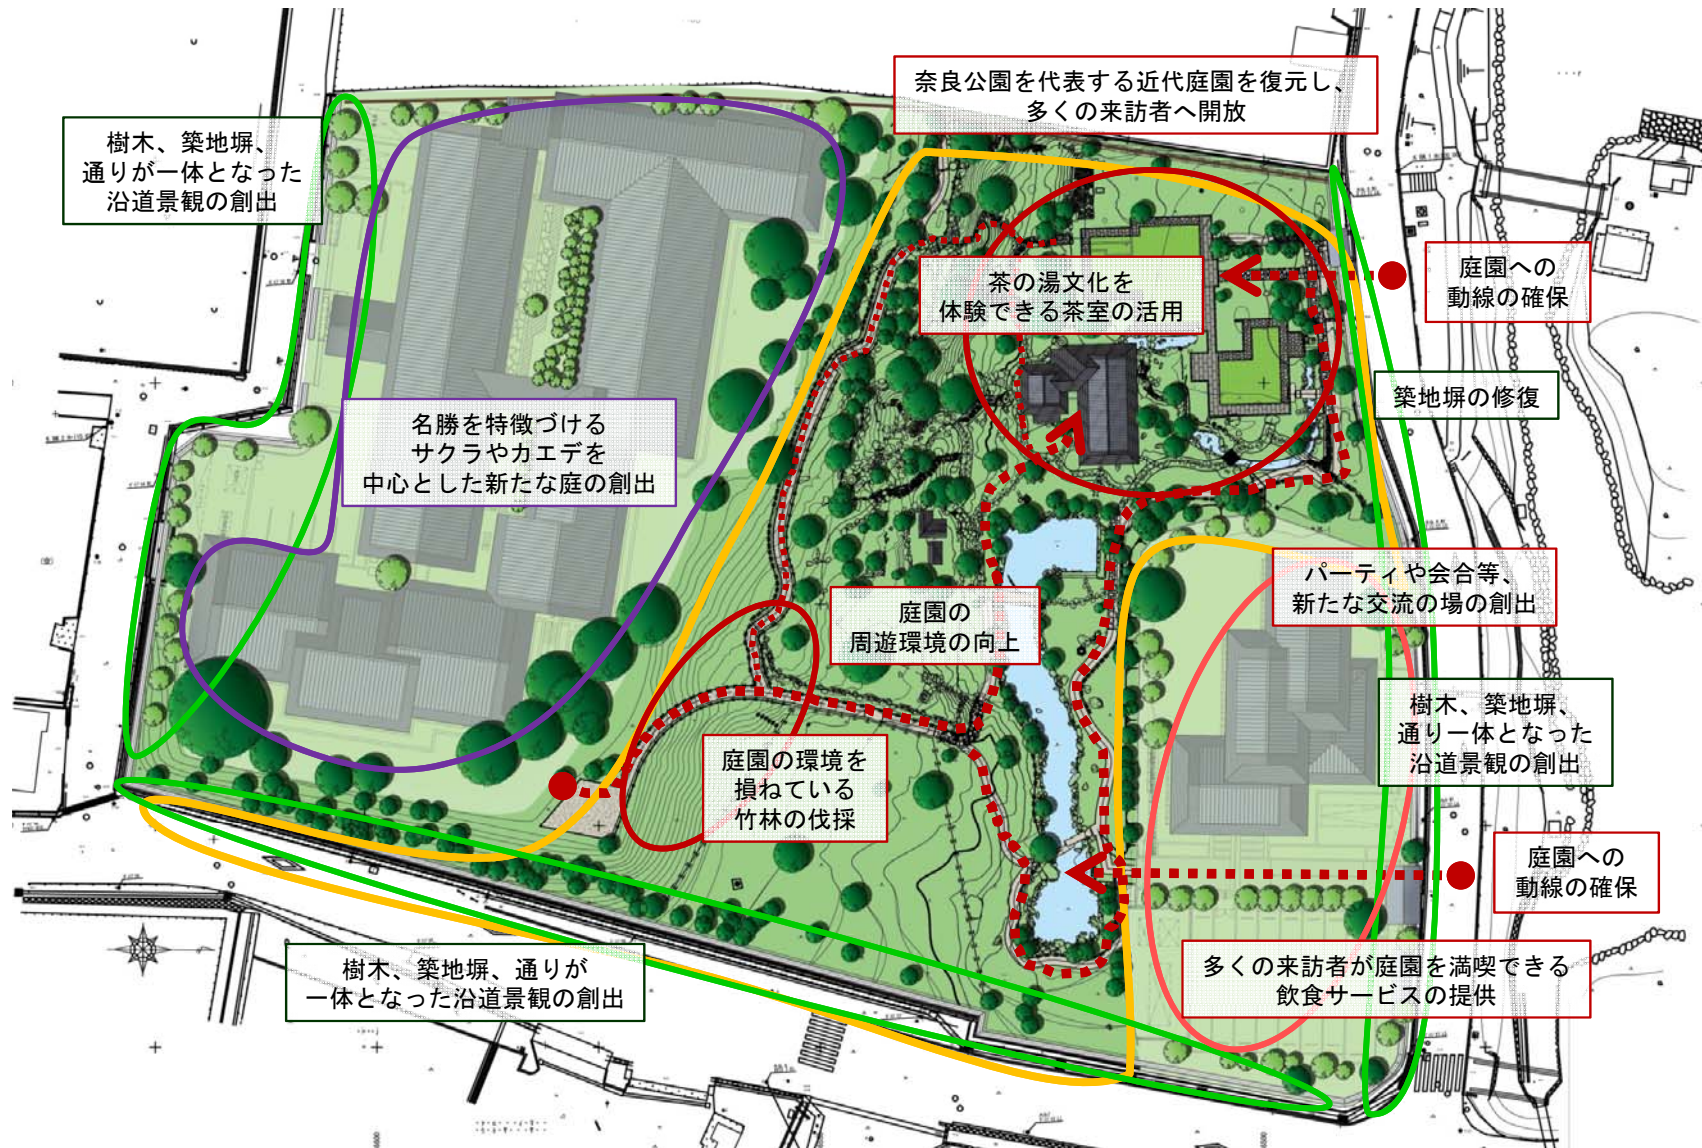 奈良公園を代表する近代庭園を復元し、
多くの来訪者へ開放
樹木、築地塀、
通りが一体となった
沿道景観の創出
茶の湯文化を
体験できる茶室の活用
庭園への
動線の確保
築地塀の修復
名勝を特徴づける
サクラやカエデを
中心とした新たな庭の創出
パーティや会合等、
新たな交流の場の創出
庭園の
周遊環境の向上
樹木、築地塀、
通り一体となった
沿道景観の創出
庭園の環境を
損ねている
竹林の伐採
庭園への
動線の確保
樹木、築地塀、通りが
一体となった沿道景観の創出
多くの来訪者が庭園を満喫できる
飲食サービスの提供